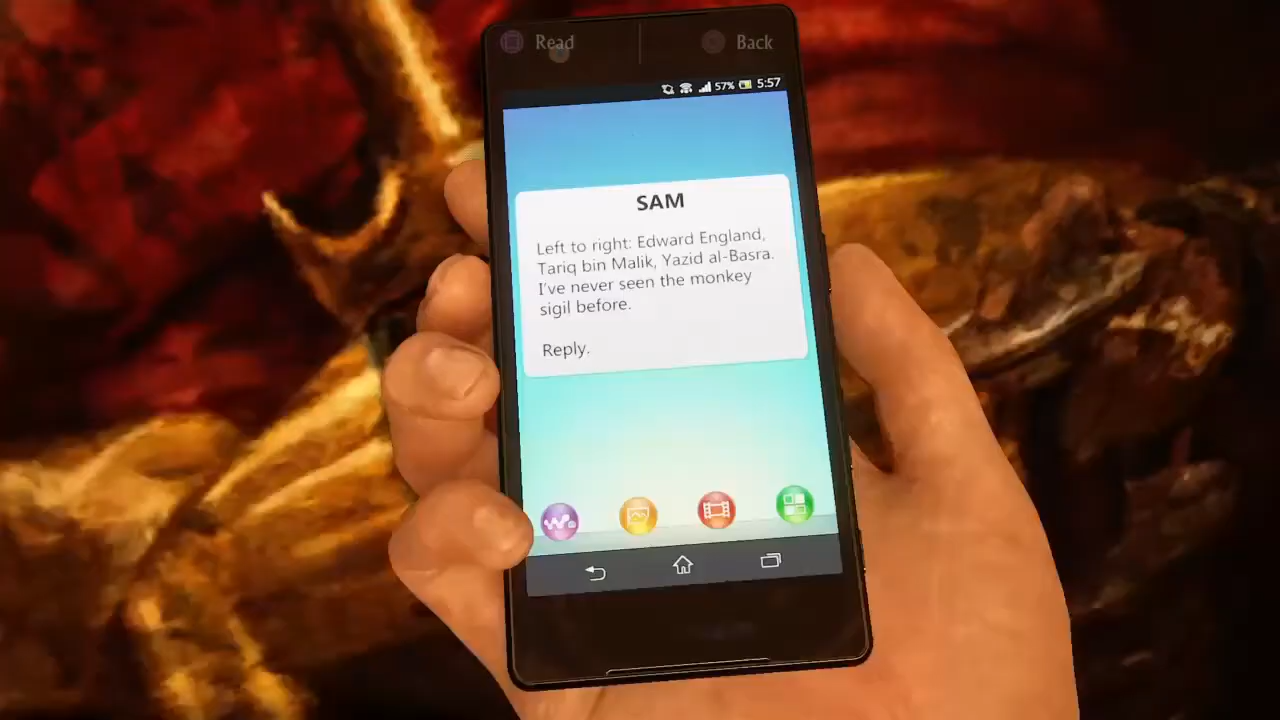 Read
Back
57% 5:57
SAM
Left to right: Edward England,
Tariq bin Malik, Yazid al-Basra.
I've never seen the monkey
sigil before.
Reply.